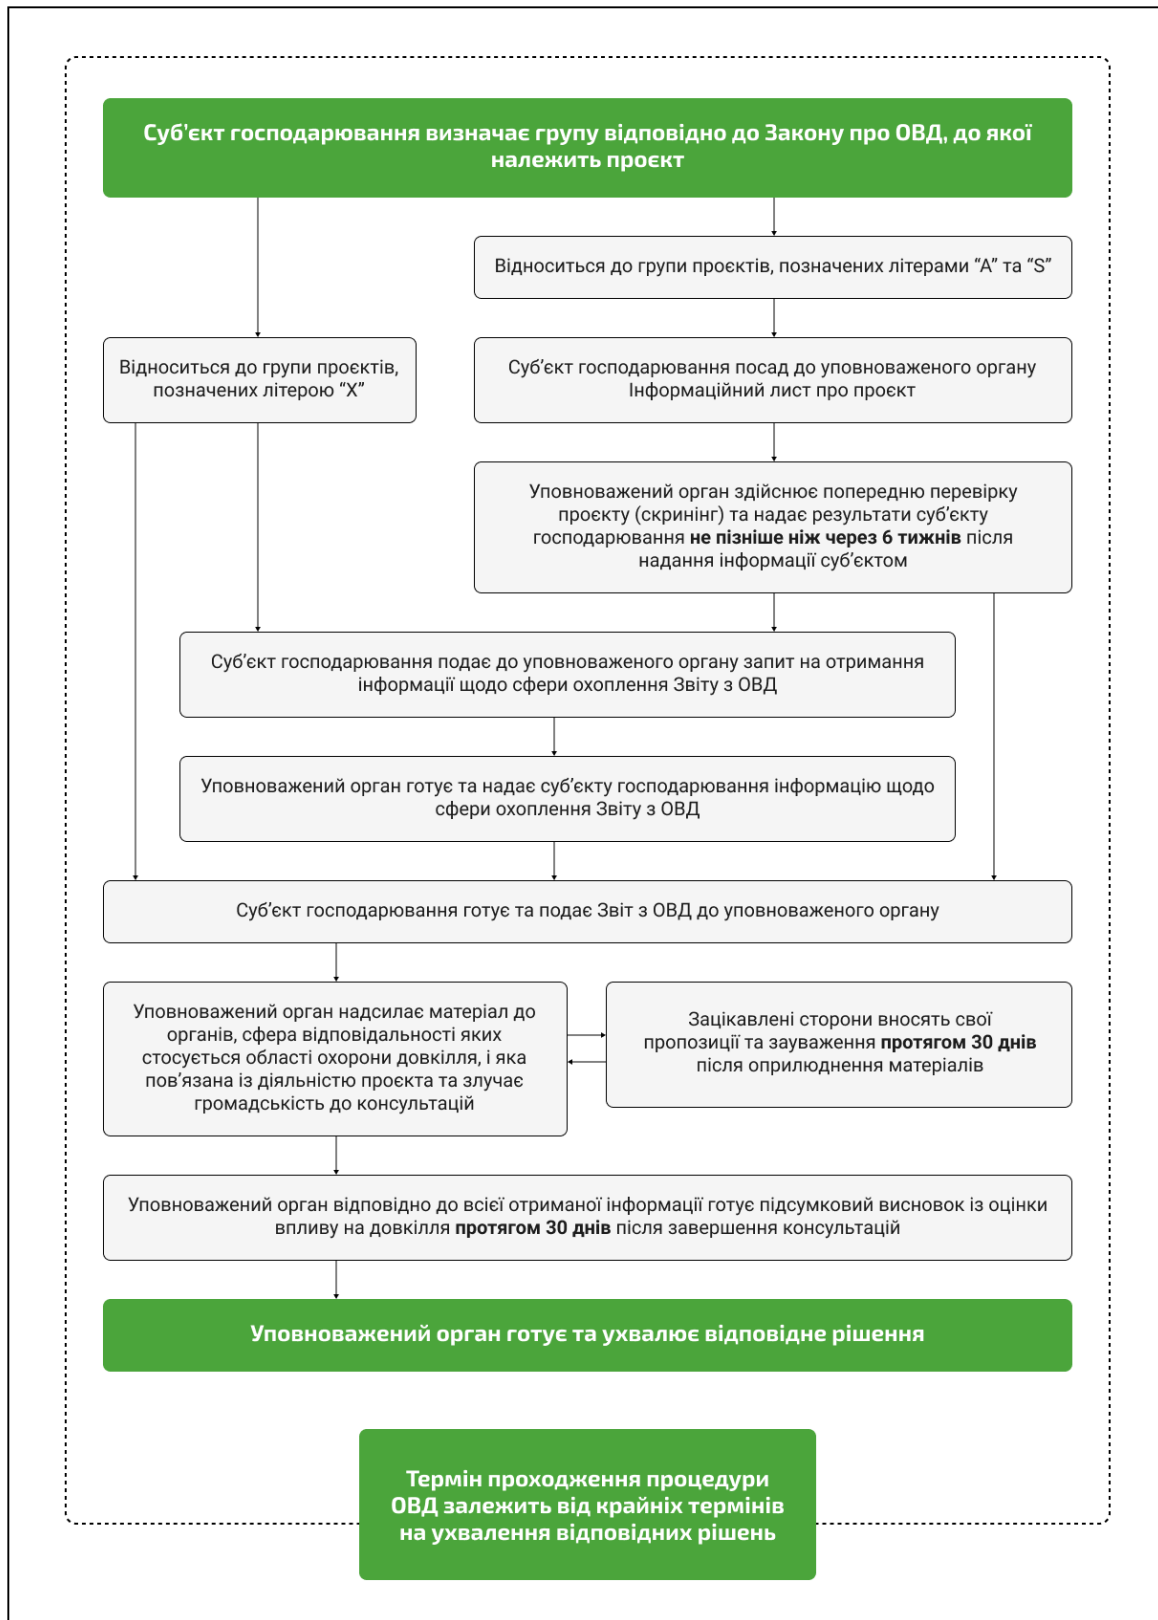 Суб'єкт господарювання визначає групу відповідно до Закону про ОВД, до якої
належить проєкт
Відноситься до групи проєктів, позначених літерами “A” та “S”
Відноситься до групи проєктів,
позначених літерою “X”
Суб’єкт господарювання посад до уповноваженого органу
Інформаційний лист про проєкт
Уповноважений орган здійснює попередню перевірку
проєкту (скринінг) та надає результати суб’єкту
господарювання не пізніше ніж через 6 тижнів після
надання інформації суб’єктом
Суб’єкт господарювання подає до уповноваженого органу запит на отримання
інформації щодо сфери охоплення Звіту з ОВД
Уповноважений орган готує та надає суб’єкту господарювання інформацію щодо
сфери охоплення Звіту з ОВД
Суб’єкт господарювання готує та подає Звіт з ОВД до уповноваженого органу
Уповноважений орган надсилає матеріал до
органів, сфера відповідальності яких
стосується області охорони довкілля, і яка
пов’язана із діяльністю проєкта та злучає
громадськість до консультацій
Зацікавлені сторони вносять свої
пропозиції та зауваження протягом 30 днів
після оприлюднення матеріалів
Уповноважений орган відповідно до всієї отриманої інформації готує підсумковий висновок із оцінки
впливу на довкілля протягом 30 днів після завершення консультацій
Уповноважений орган готує та ухвалює відповідне рішення
Термін проходження процедури
ОВД залежить від крайніх термінів
на ухвалення відповідних рішень